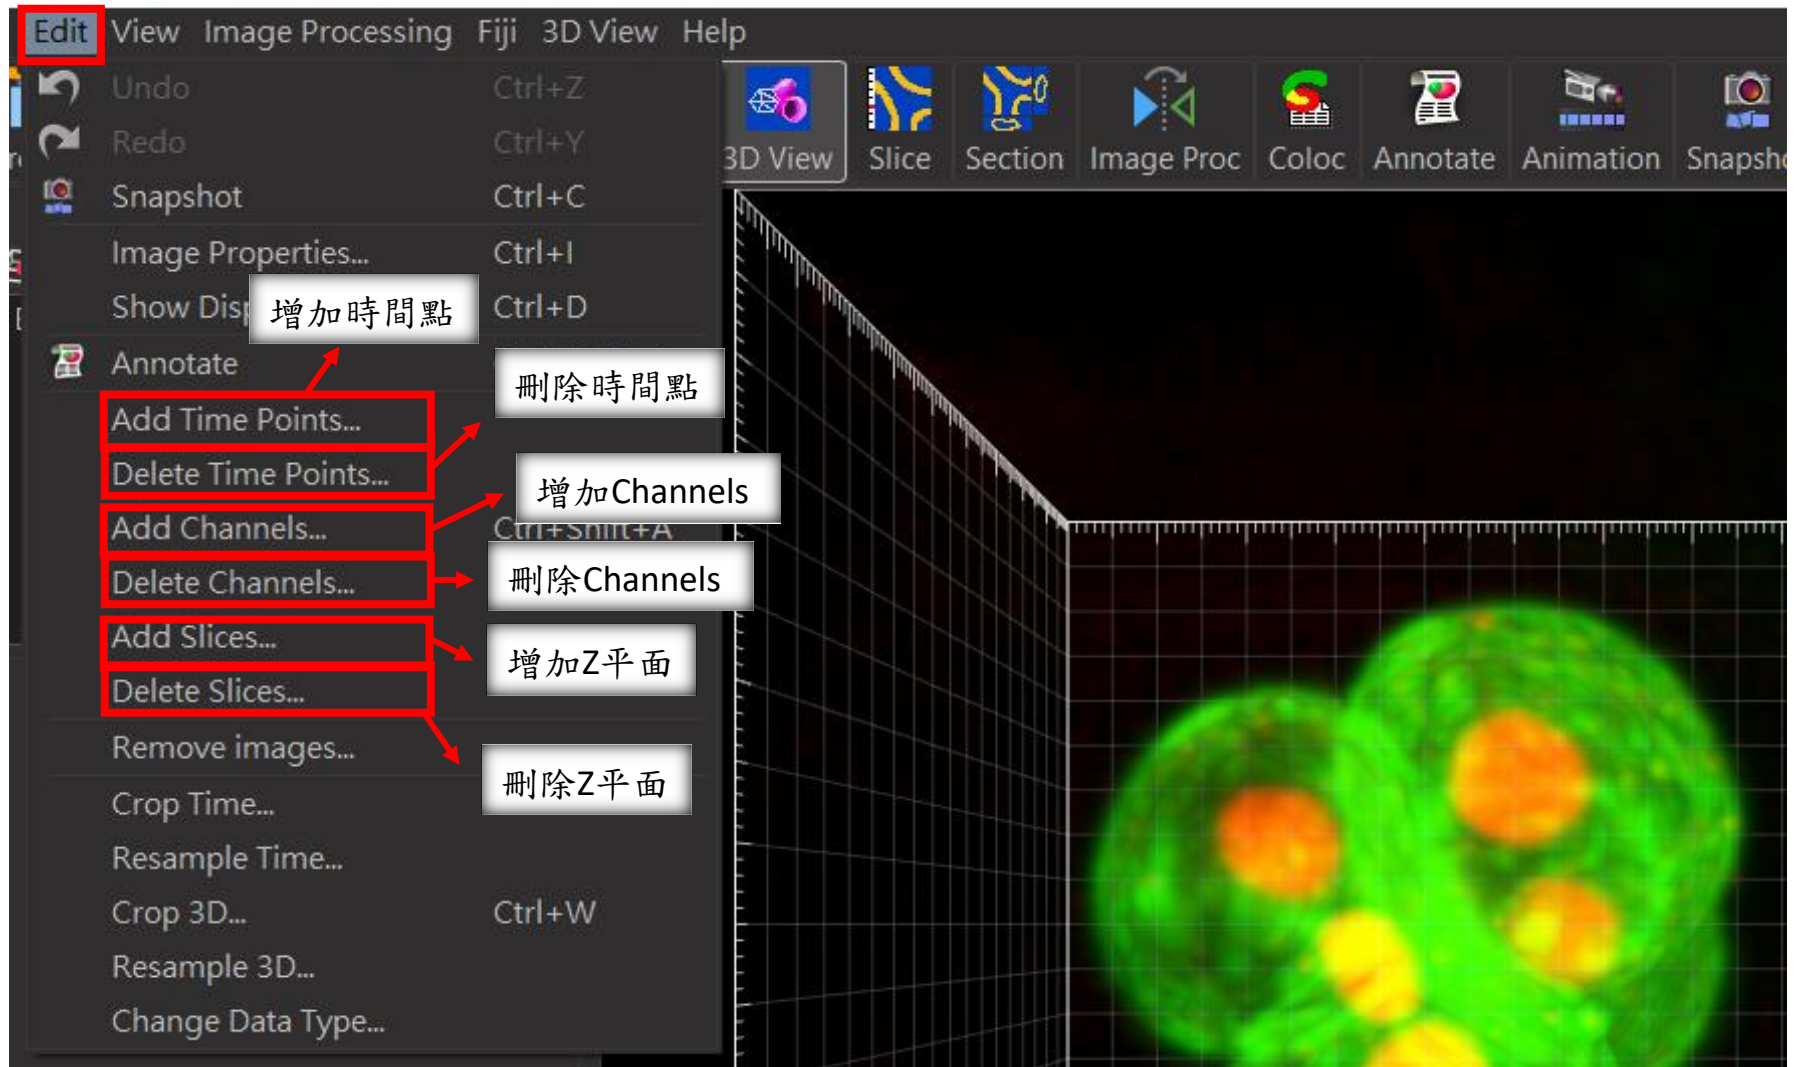 Edit View Image Processing Fiji 3D View Help
Undo Ctrl+Z
Redo Ctrl+Y
Snapshot Ctrl+C
Image Properties... Ctrl+I
Show Ctrl+D
Annotate
Add Time Points...
Delete Time Points...
Add Channels... Ctrl+Shift+A
Delete Channels...
Add Slices...
Delete Slices...
Remove images...
Crop Time...
Resample Time...
Crop 3D... Ctrl+W
Resample 3D...
Change Data Type...
增加時間點
刪除時間點
增加Channels
刪除Channels
增加Z平面
刪除Z平面
3D View Slice Section Image Proc Coloc Annotate Animation